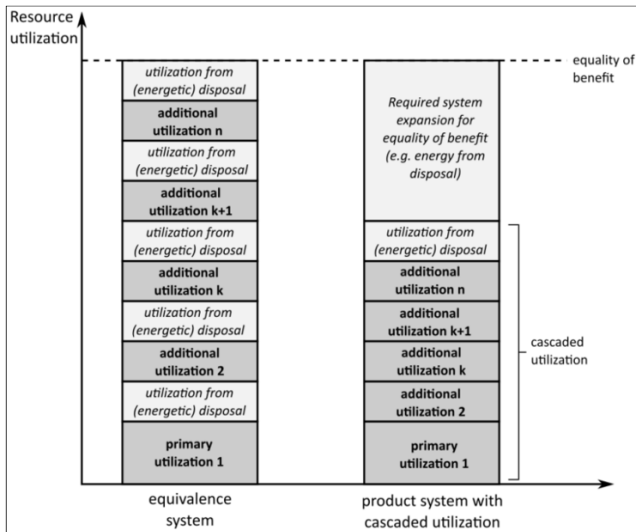 Resource
utilization
equality of
benefit
utilization from
(energetic) disposal
additional
utilization n
utilization from
(energetic) disposal
additional
utilization k+1
utilization from
(energetic) disposal
additional
utilization k
utilization from
(energetic) disposal
additional
utilization 2
utilization from
(energetic) disposal
primary
utilization 1
equivalence
system
Required system
expansion for
equality of benefit
(e.g. energy from
disposal)
utilization from
(energetic) disposal
additional
utilization n
additional
utilization k+1
additional
utilization k
additional
utilization 2
primary
utilization 1
product system with
cascaded utilization
cascaded
utilization